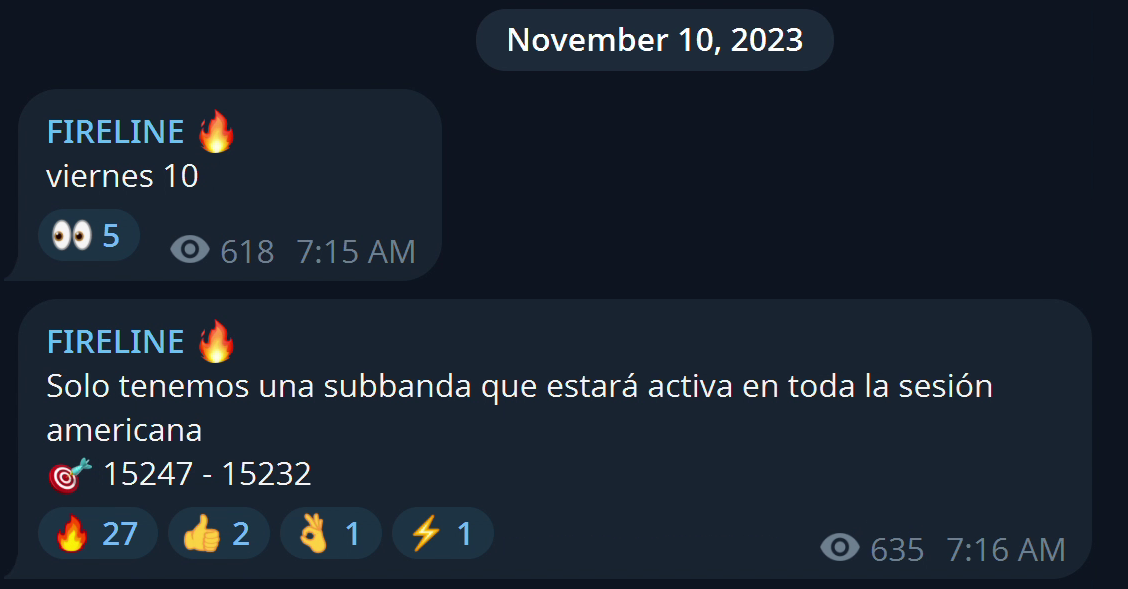 November 10, 2023
FIRELINE 🔥
viernes 10
👀 5 618 7:15 AM
FIRELINE 🔥
Solo tenemos una subbanda que estará activa en toda la sesión
americana
🎯 15247 - 15232
🔥 27 👍 2 👌 1 ⚡ 1 635 7:16 AM